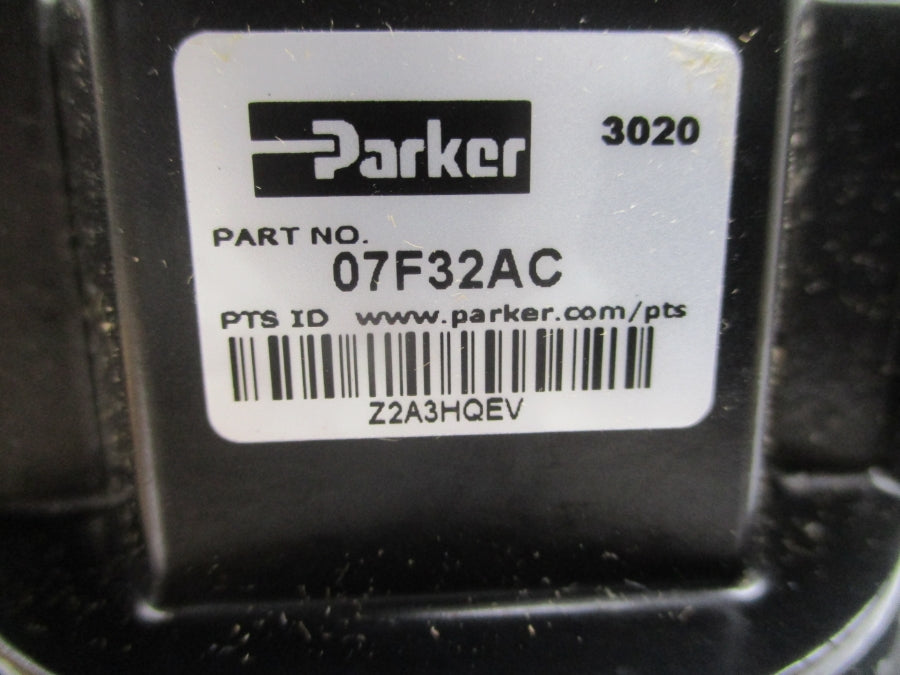 Parker
3020
PART NO.
07F32AC
PTS ID www.parker.com/pts
Z2A3HQEV